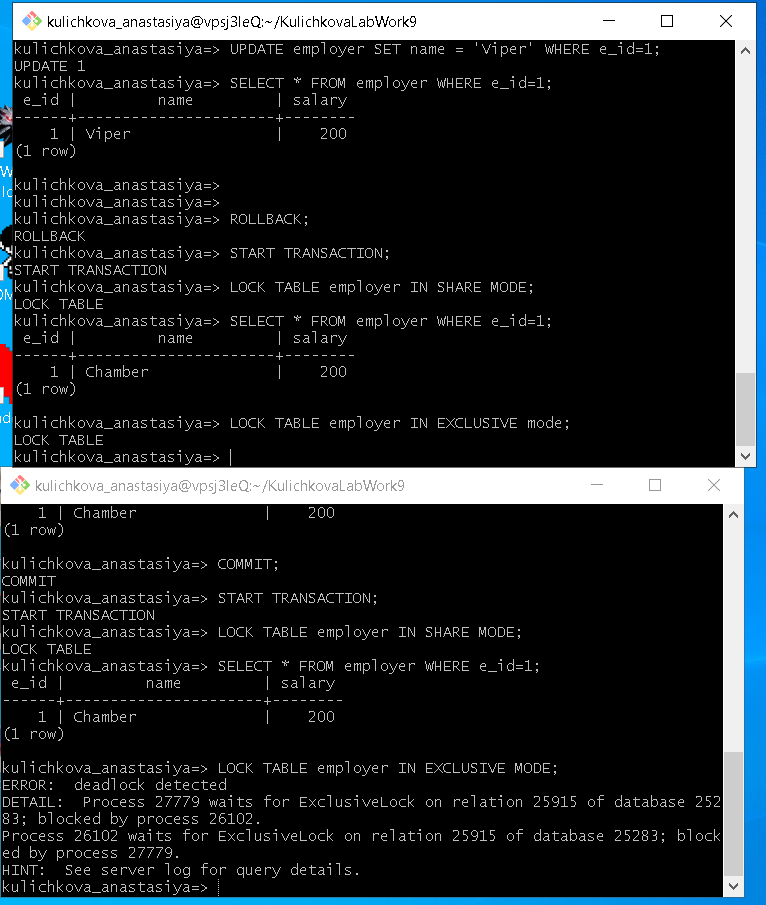 kulichkova_anastasiya@vpsj3IeQ:~/KulichkovaLabWork9
kulichkova_anastasiya=> UPDATE employer SET name = 'Viper' WHERE e_id=1;
UPDATE 1
kulichkova_anastasiya=> SELECT * FROM employer WHERE e_id=1;
 e_id |         name         | salary
------+----------------------+--------
    1 | Viper                |    200
(1 row)
kulichkova_anastasiya=>
kulichkova_anastasiya=>
kulichkova_anastasiya=> ROLLBACK;
ROLLBACK
kulichkova_anastasiya=> START TRANSACTION;
START TRANSACTION
kulichkova_anastasiya=> LOCK TABLE employer IN SHARE MODE;
LOCK TABLE
kulichkova_anastasiya=> SELECT * FROM employer WHERE e_id=1;
 e_id |         name         | salary
------+----------------------+--------
    1 | Chamber              |    200
(1 row)
kulichkova_anastasiya=> LOCK TABLE employer IN EXCLUSIVE mode;
LOCK TABLE
kulichkova_anastasiya=>
kulichkova_anastasiya@vpsj3IeQ:~/KulichkovaLabWork9
    1 | Chamber              |    200
(1 row)
kulichkova_anastasiya=> COMMIT;
COMMIT
kulichkova_anastasiya=> START TRANSACTION;
START TRANSACTION
kulichkova_anastasiya=> LOCK TABLE employer IN SHARE MODE;
LOCK TABLE
kulichkova_anastasiya=> SELECT * FROM employer WHERE e_id=1;
 e_id |         name         | salary
------+----------------------+--------
    1 | Chamber              |    200
(1 row)
kulichkova_anastasiya=> LOCK TABLE employer IN EXCLUSIVE MODE;
ERROR:  deadlock detected
DETAIL:  Process 27779 waits for ExclusiveLock on relation 25915 of database 252
83; blocked by process 26102.
Process 26102 waits for ExclusiveLock on relation 25915 of database 25283; block
ed by process 27779.
HINT:  See server log for query details.
kulichkova_anastasiya=>